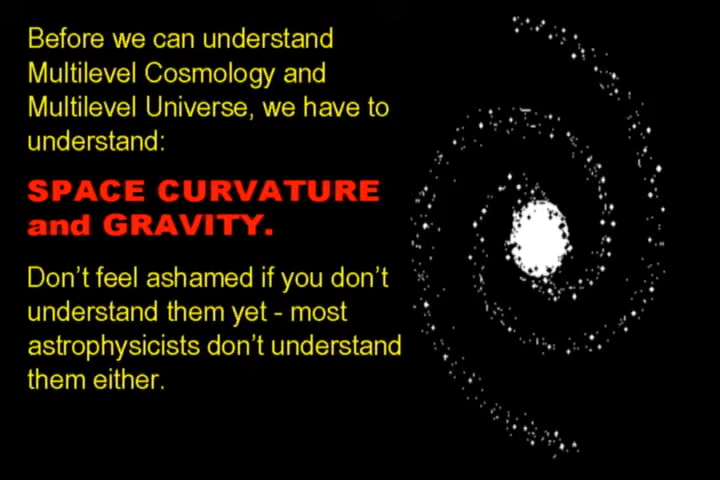 Before we can understand
Multilevel Cosmology and
Multilevel Universe, we have to
understand:
SPACE CURVATURE
and GRAVITY.
Don't feel ashamed if you don't
understand them yet - most
astrophysicists don't understand
them either.